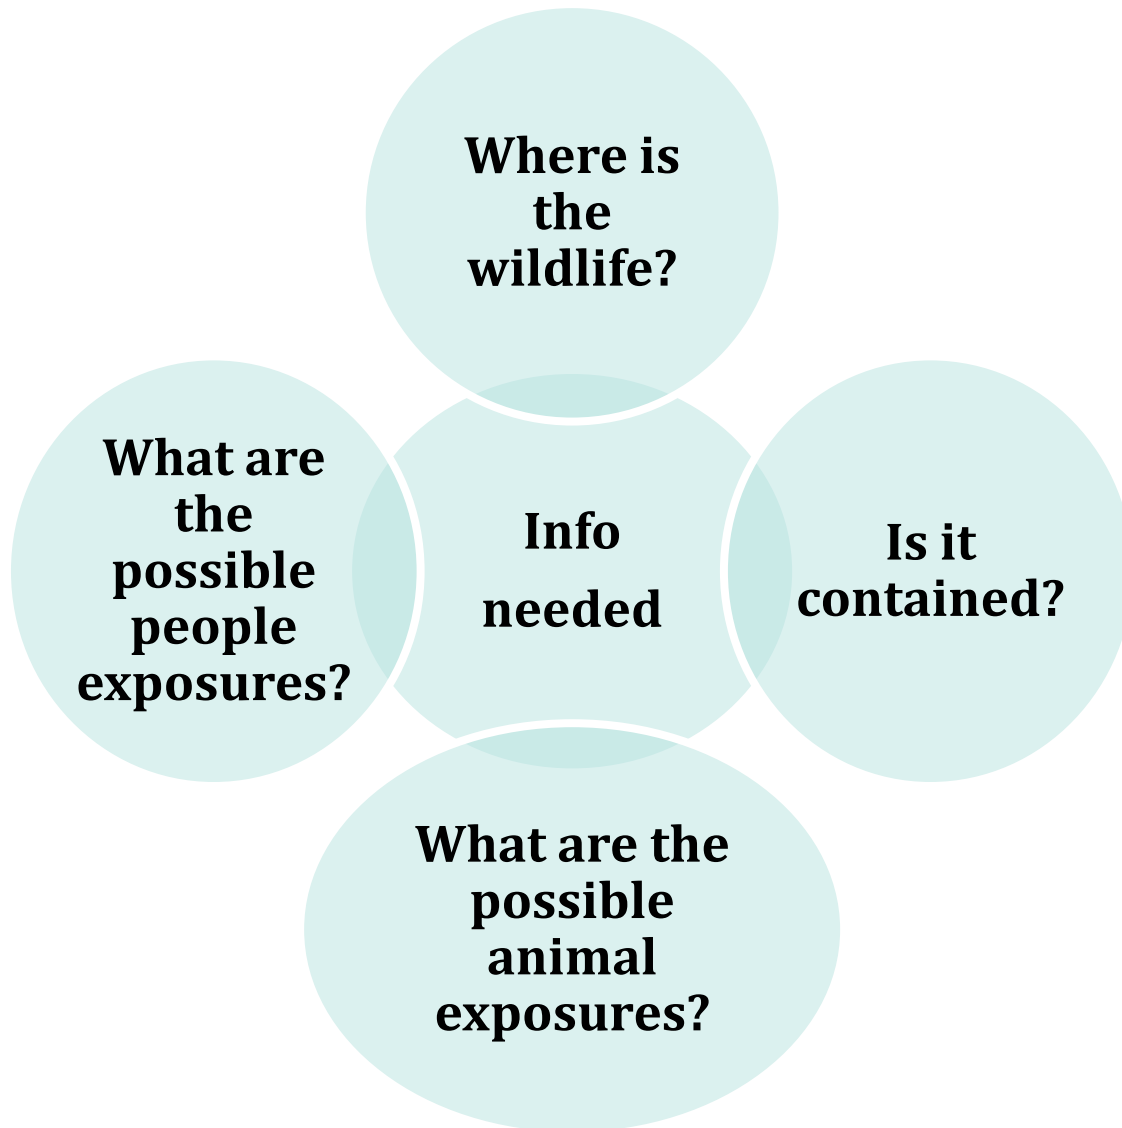 Where is
the
wildlife?
What are
the
possible
people
exposures?
Info
needed
Is it
contained?
What are the
possible
animal
exposures?